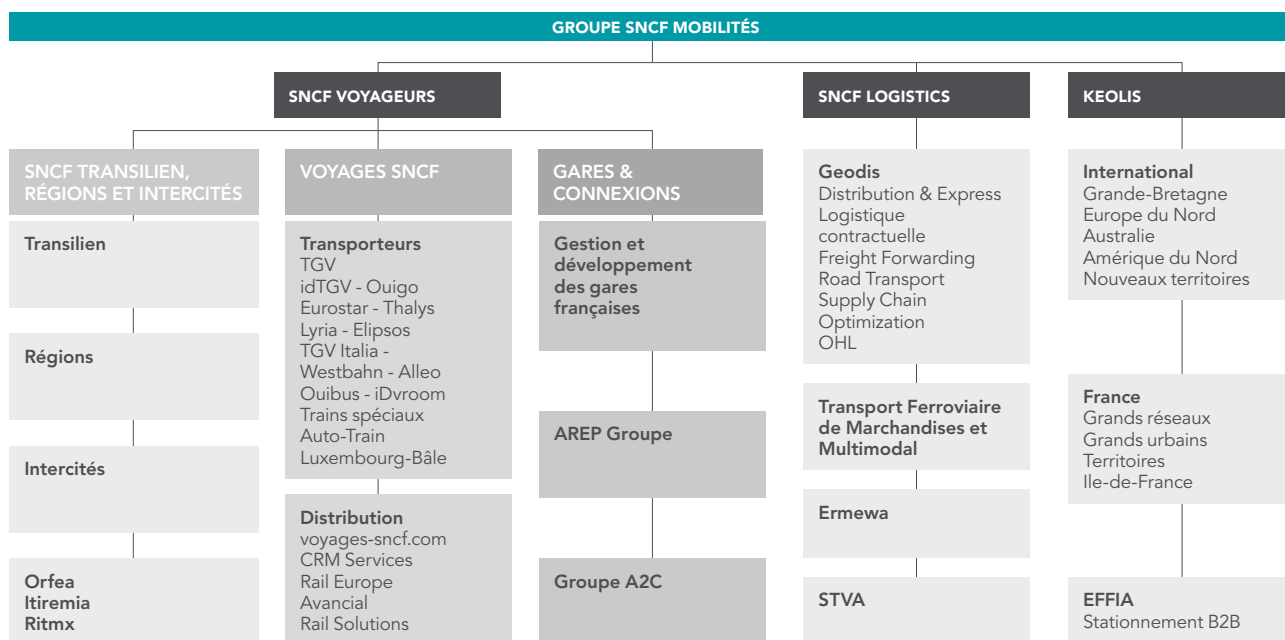 GROUPE SNCF MOBILITÉS
SNCF VOYAGEURS
SNCF LOGISTICS
KEOLIS
SNCF TRANSILIEN,
RÉGIONS ET INTERCITÉS
VOYAGES SNCF
GARES &
CONNEXIONS
Transilien
Régions
Intercités
Orfea
Itiremia
Ritmx
Transporteurs
TGV
idTGV - Ouigo
Eurostar - Thalys
Lyria - Elipsos
TGV Italia -
Westbahn - Alleo
Ouibus - iDvroom
Trains spéciaux
Auto-Train
Luxembourg-Bâle
Distribution
voyages-sncf.com
CRM Services
Rail Europe
Avancial
Rail Solutions
Gestion et
développement
des gares
françaises
AREP Groupe
Groupe A2C
Geodis
Distribution & Express
Logistique
contractuelle
Freight Forwarding
Road Transport
Supply Chain
Optimization
OHL
Transport Ferroviaire
de Marchandises et
Multimodal
Ermewa
STVA
International
Grande-Bretagne
Europe du Nord
Australie
Amérique du Nord
Nouveaux territoires
France
Grands réseaux
Grands urbains
Territoires
Ile-de-France
EFFIA
Stationnement B2B